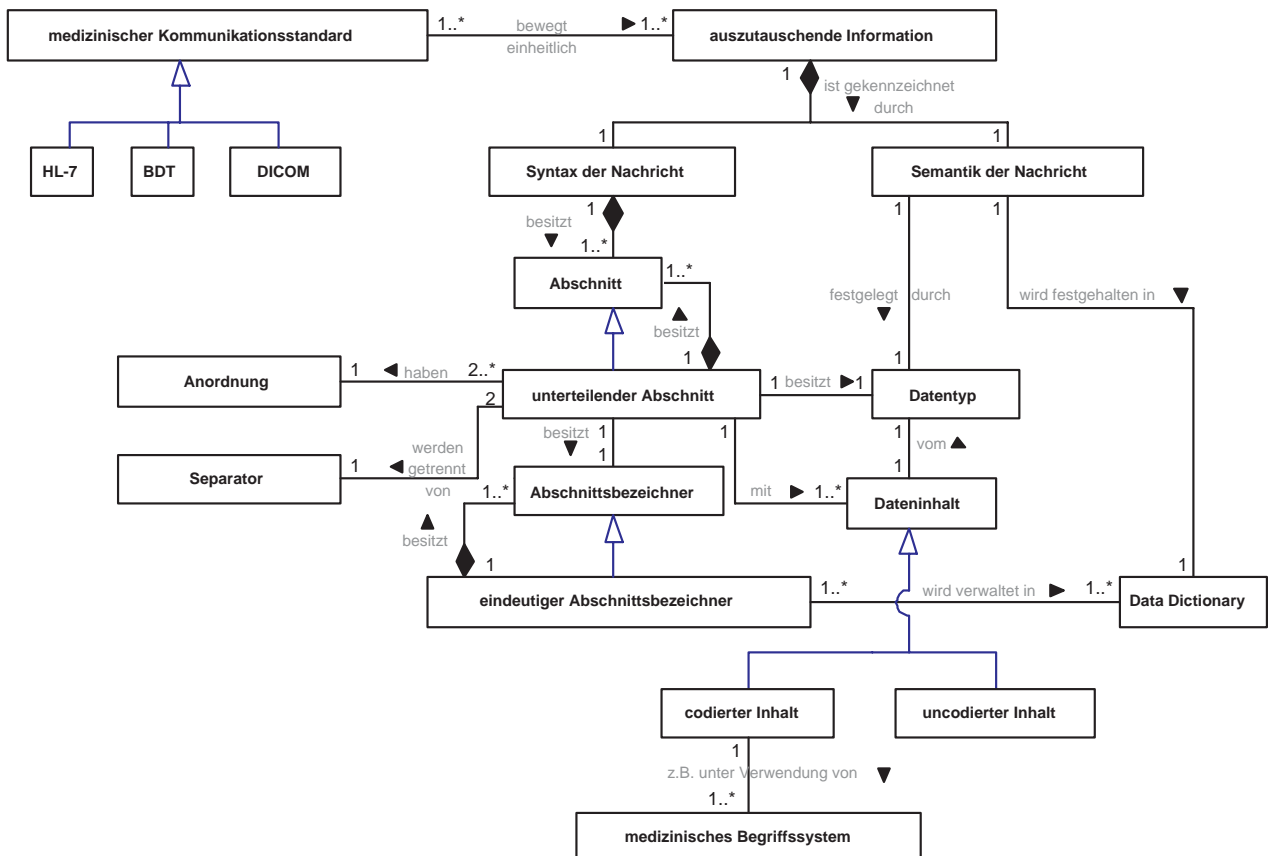 medizinischer Kommunikationsstandard
1..*
bewegt
1..*
einheitlich
auszutauschende Information
1
ist gekennzeichnet
durch
HL-7
BDT
DICOM
1
1
Syntax der Nachricht
Semantik der Nachricht
1
besitzt
1..*
1
1
Abschnitt
1..*
besitzt
1
festgelegt durch
wird festgehalten in
1
Anordnung
1
haben
2..*
unterteilender Abschnitt
1
besitzt
1
Datentyp
2
werden
getrennt
von
1
Separator
besitzt
1
1
1
1
vom
1
Abschnittsbezeichner
1..*
besitzt
1
mit
1..*
Dateninhalt
eindeutiger Abschnittsbezeichner
1..*
wird verwaltet in
1..*
1
Data Dictionary
codierter Inhalt
uncodierter Inhalt
1
z.B. unter Verwendung von
1..*
medizinisches Begriffssystem